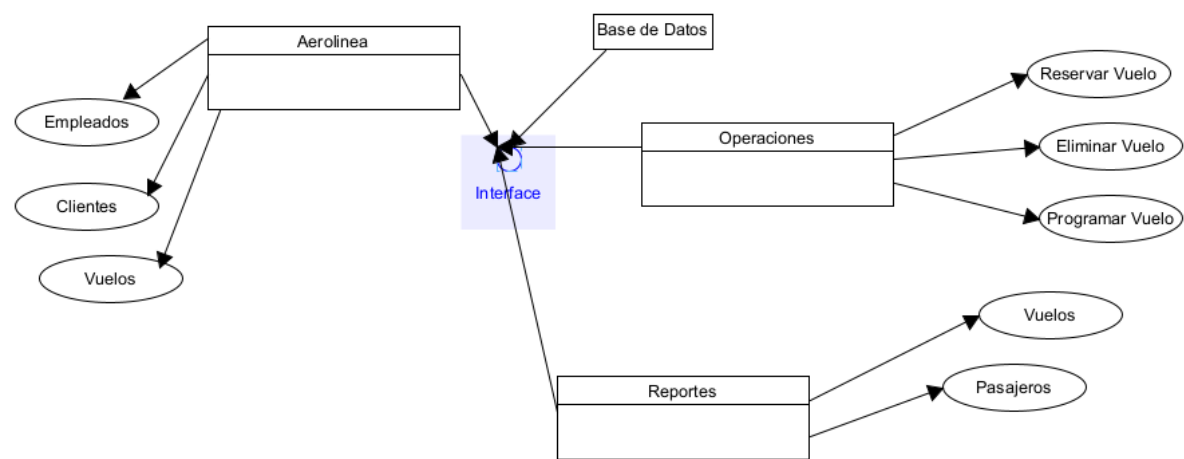 Aerolinea
Base de Datos
Empleados
Clientes
Vuelos
Interface
Operaciones
Reservar Vuelo
Eliminar Vuelo
Programar Vuelo
Reportes
Vuelos
Pasajeros